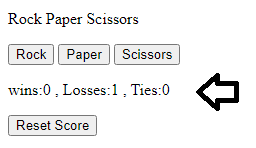 Rock Paper Scissors
Rock Paper Scissors
wins:0 , Losses:1 , Ties:0
Reset Score